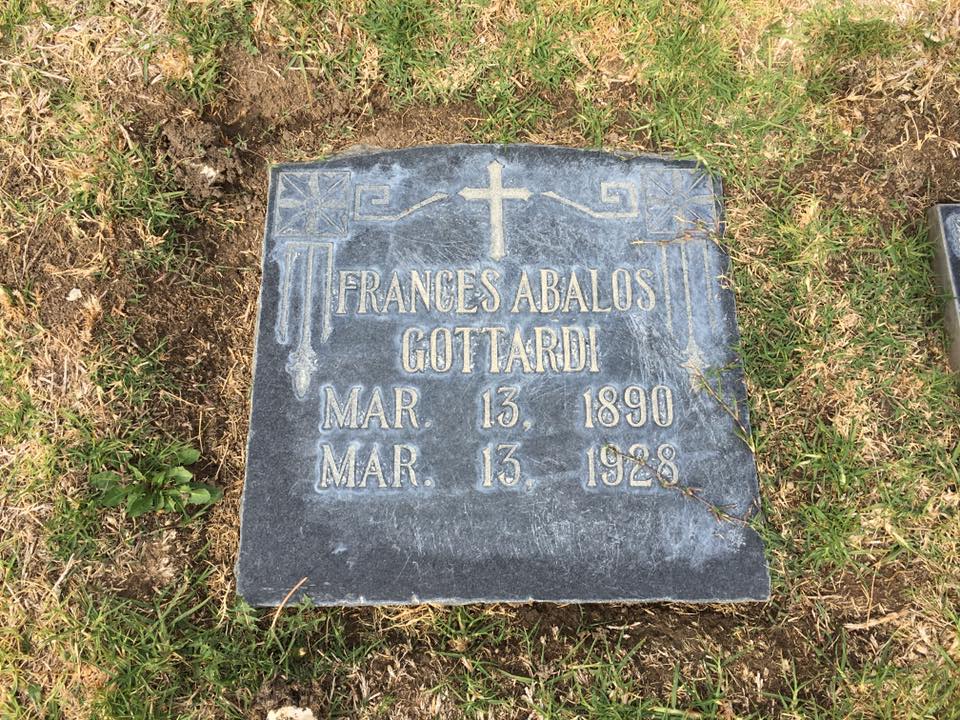 FRANCES ABALOS
GOTTARDI
MAR. 13, 1890
MAR. 13, 1928